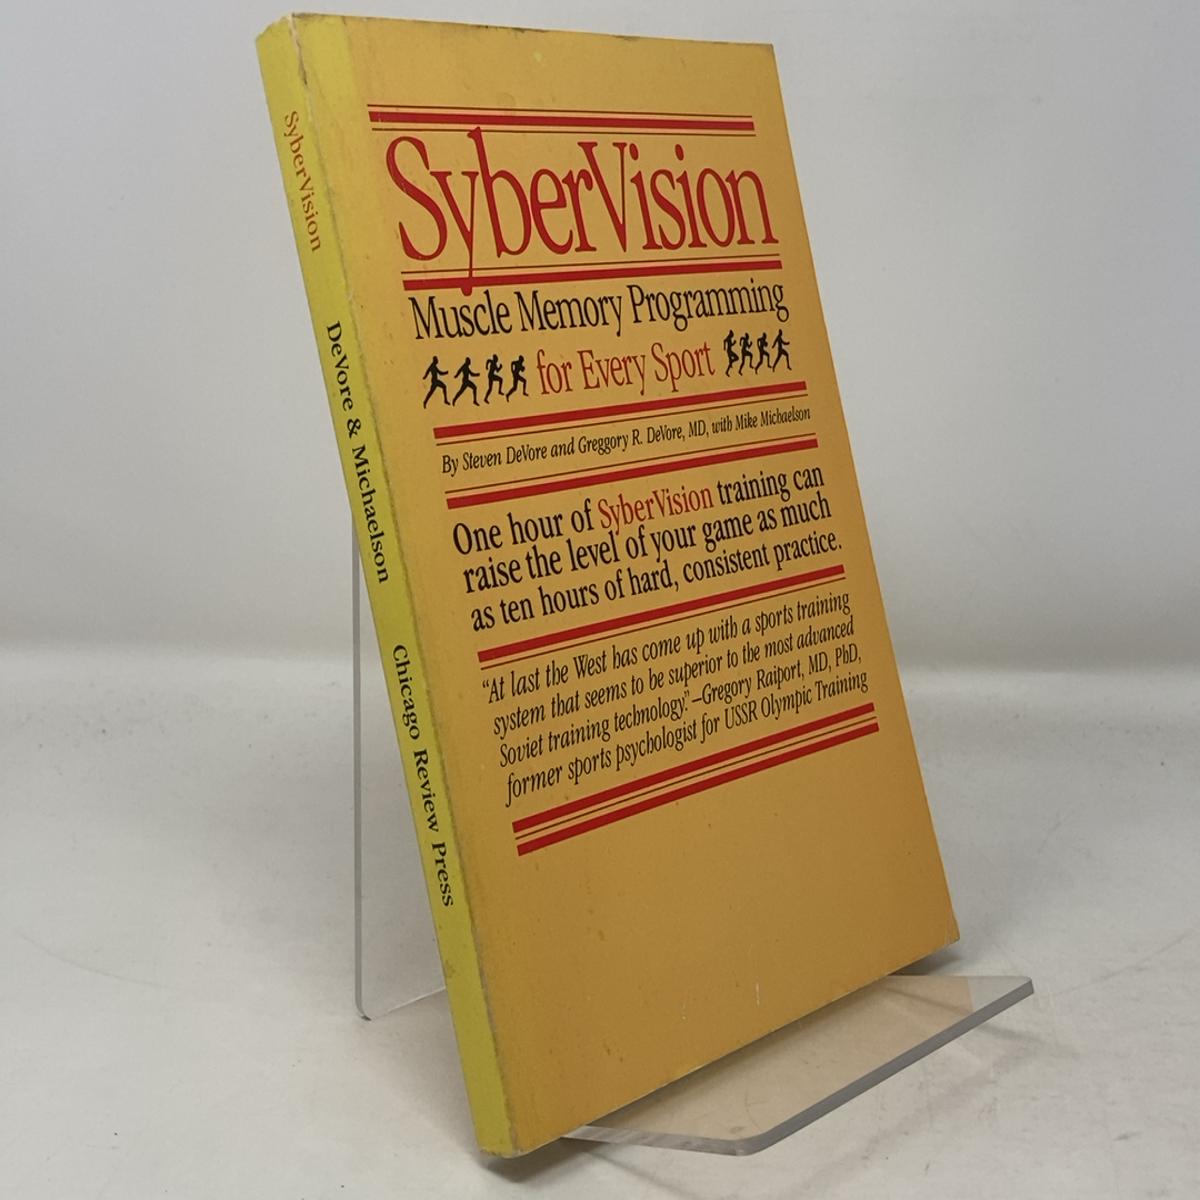 SyberVision
DeVore & Michaelson
Chicago Review Press
SyberVision
Muscle Memory Programming
for Every Sport
By Steven DeVore and Greggory R. DeVore, MD, with Mike Michaelson
One hour of SyberVision training can
raise the level of your game as much
as ten hours of hard, consistent practice.
“At last the West has come up with a sports training
system that seems to be superior to the most advanced
Soviet training technology.”—Gregory Raiport, MD, PhD,
former sports psychologist for USSR Olympic Training